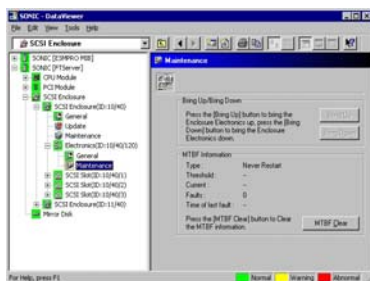 SONIC - DataViewer
File Edit View Tools Help
SCSI Enclosure
SONIC [ESMPRO MIB]
SONIC [FTServer]
CPU Module
PCI Module
SCSI Enclosure
SCSI Enclosure(ID:10/40)
General
Update
Maintenance
Electronics(ID:10/40/120)
General
Maintenance
SCSI Slot(ID:10/40/1)
SCSI Slot(ID:10/40/2)
SCSI Slot(ID:10/40/3)
SCSI Enclosure(ID:11/40)
Mirror Disk
Maintenance
Bring Up/Bring Down
Press the [Bring Up] button to bring the
Enclosure Electronics up, press the [Bring
Down] button to bring the Enclosure
Electronics down.
MTBF Information
Type : Never Restart
Threshold : -
Current : -
Faults : 0
Time of last fault : -
Press the [MTBF Clear] button to Clear
the MTBF information.
MTBF Clear
For Help, press F1
Normal Warning Abnormal